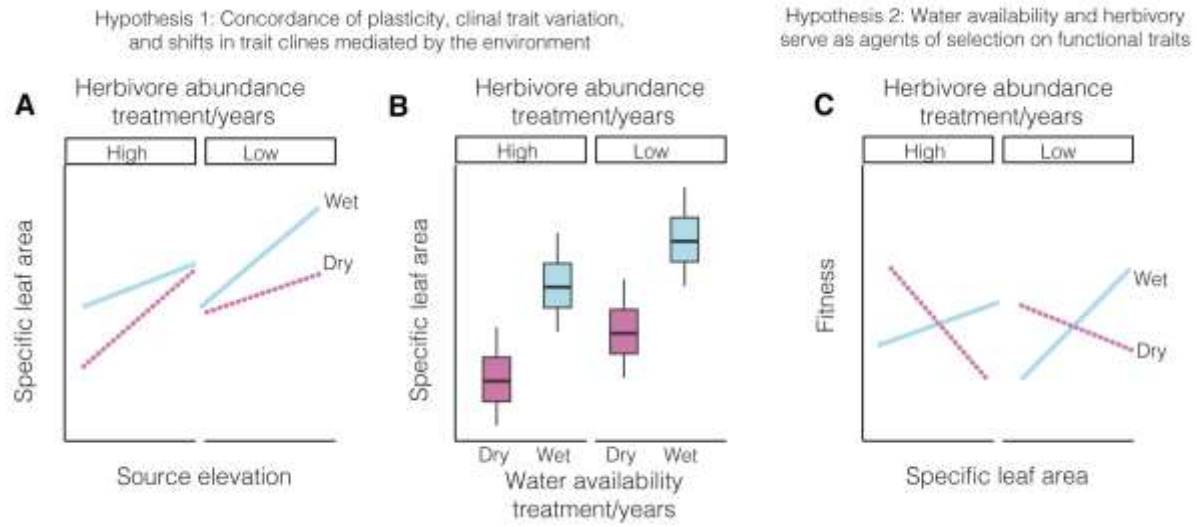 Hypothesis 1: Concordance of plasticity, clinal trait variation,
and shifts in trait clines mediated by the environment
Hypothesis 2: Water availability and herbivory
serve as agents of selection on functional traits
A
Herbivore abundance
treatment/years
High
Low
Wet
Dry
Specific leaf area
Source elevation
B
Herbivore abundance
treatment/years
High
Low
Specific leaf area
Dry
Wet
Dry
Wet
Water availability
treatment/years
C
Herbivore abundance
treatment/years
High
Low
Fitness
Wet
Dry
Specific leaf area